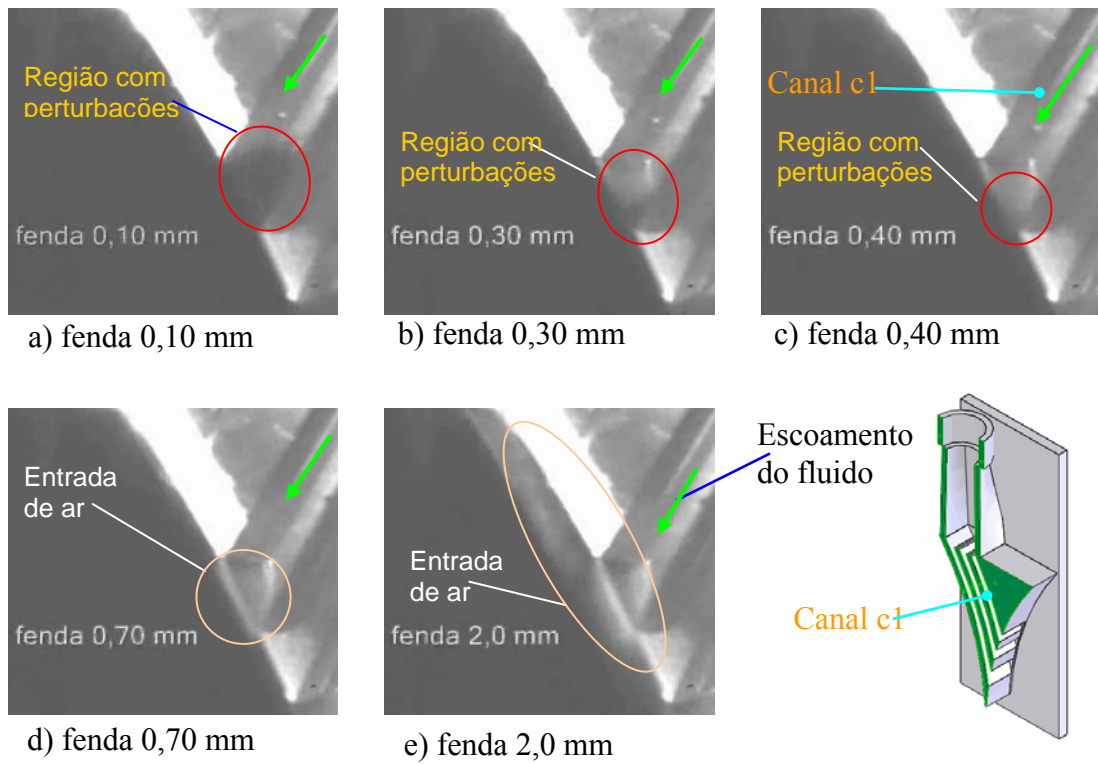 Região com
perturbações
fenda 0,10 mm
a) fenda 0,10 mm
Região com
perturbações
fenda 0,30 mm
b) fenda 0,30 mm
Canal c1
Região com
perturbações
fenda 0,40 mm
c) fenda 0,40 mm
Entrada
de ar
fenda 0,70 mm
d) fenda 0,70 mm
Entrada
de ar
fenda 2,0 mm
e) fenda 2,0 mm
Escoamento
do fluido
Canal c1